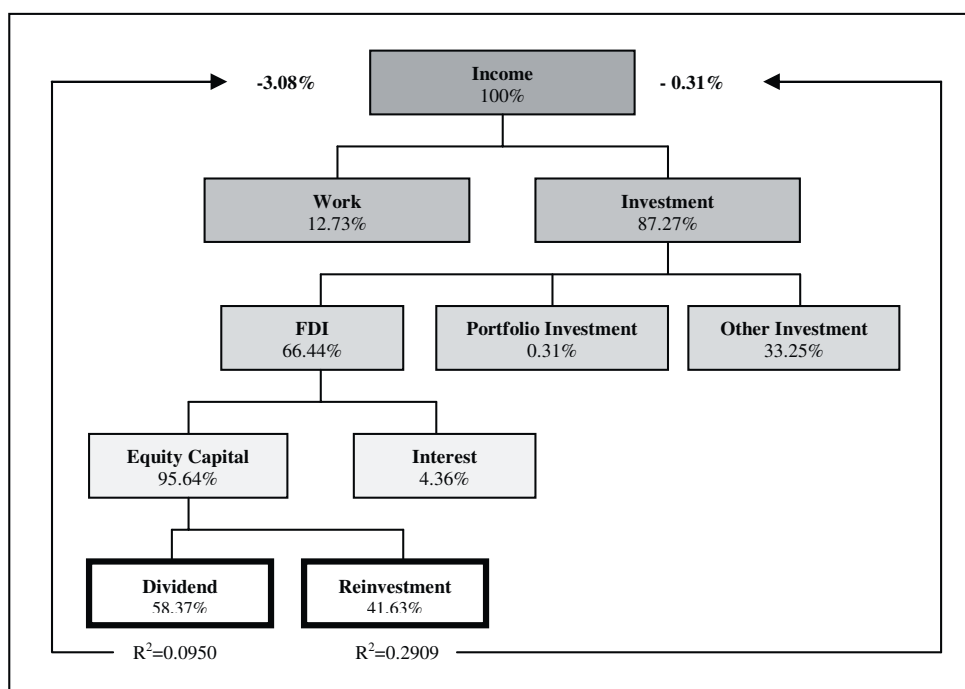 -3.08%
Income
100%
- 0.31%
Work
12.73%
Investment
87.27%
FDI
66.44%
Portfolio Investment
0.31%
Other Investment
33.25%
Equity Capital
95.64%
Interest
4.36%
Dividend
58.37%
Reinvestment
41.63%
R²=0.0950
R²=0.2909